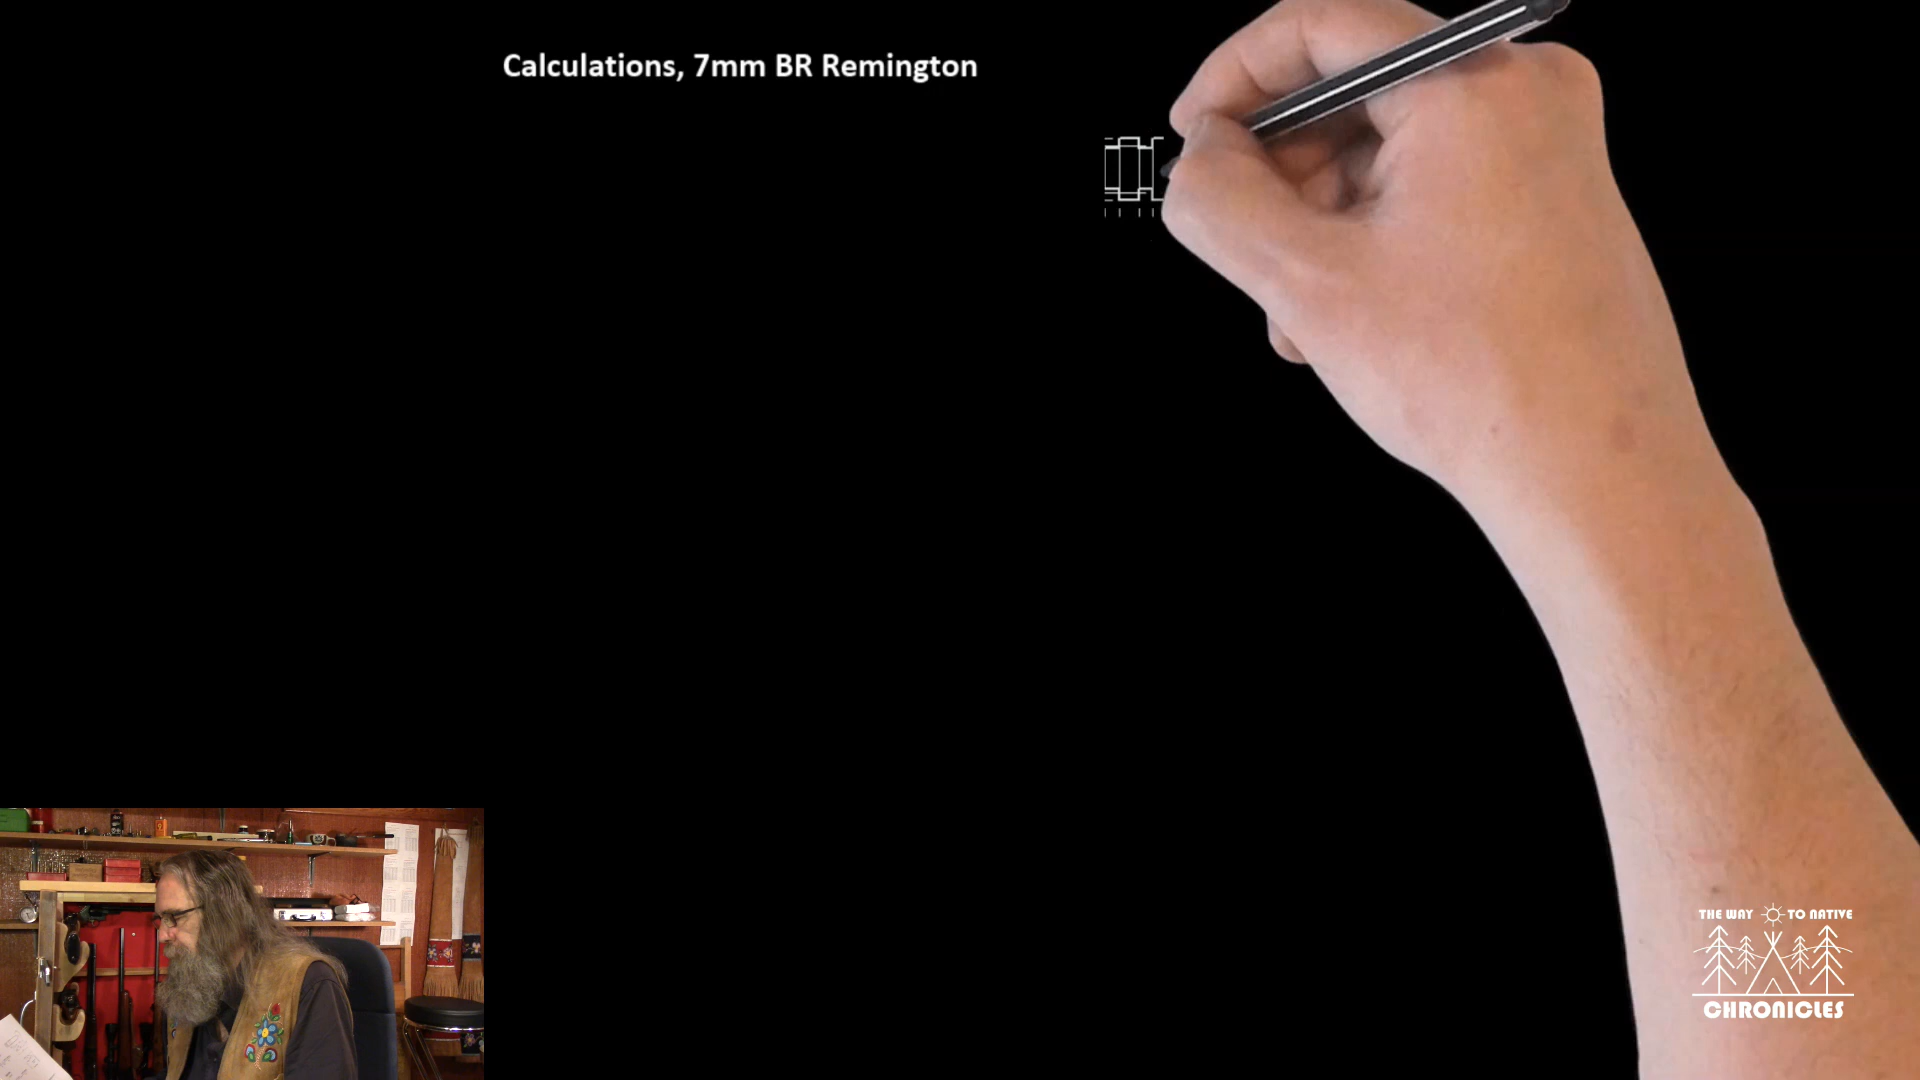 Calculations, 7mm BR Remington
THE WAY TO NATIVE
CHRONICLES